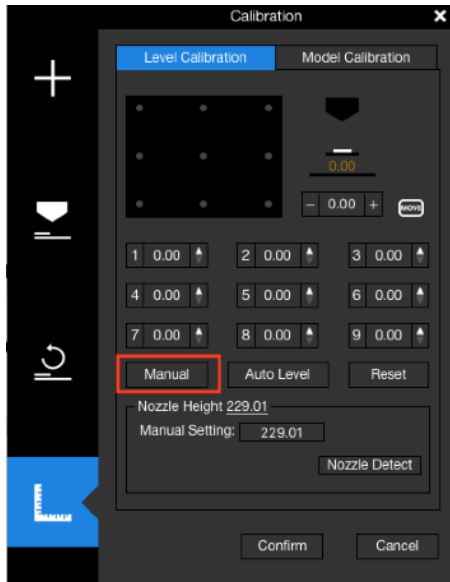 Calibration
Level Calibration Model Calibration
0.00
− 0.00 + MOVE
1 0.00 2 0.00 3 0.00
4 0.00 5 0.00 6 0.00
7 0.00 8 0.00 9 0.00
Manual Auto Level Reset
Nozzle Height 229.01
Manual Setting: 229.01
Nozzle Detect
Confirm Cancel